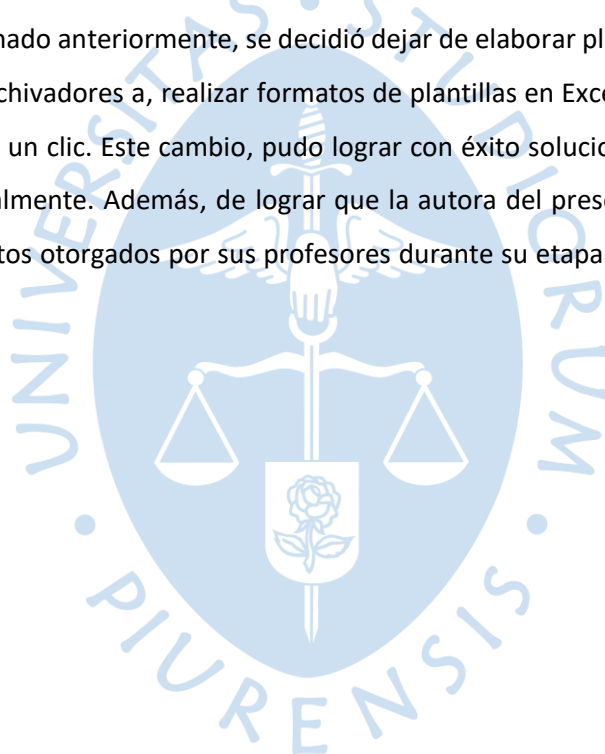 nado anteriormente, se decidió dejar de elaborar pl
chivadores a, realizar formatos de plantillas en Exce
un clic. Este cambio, pudo lograr con éxito solucio
lmente. Además, de lograr que la autora del prese
tos otorgados por sus profesores durante su etapa
UNIVERSITAS • STUDIORUM • PIURENSIS •